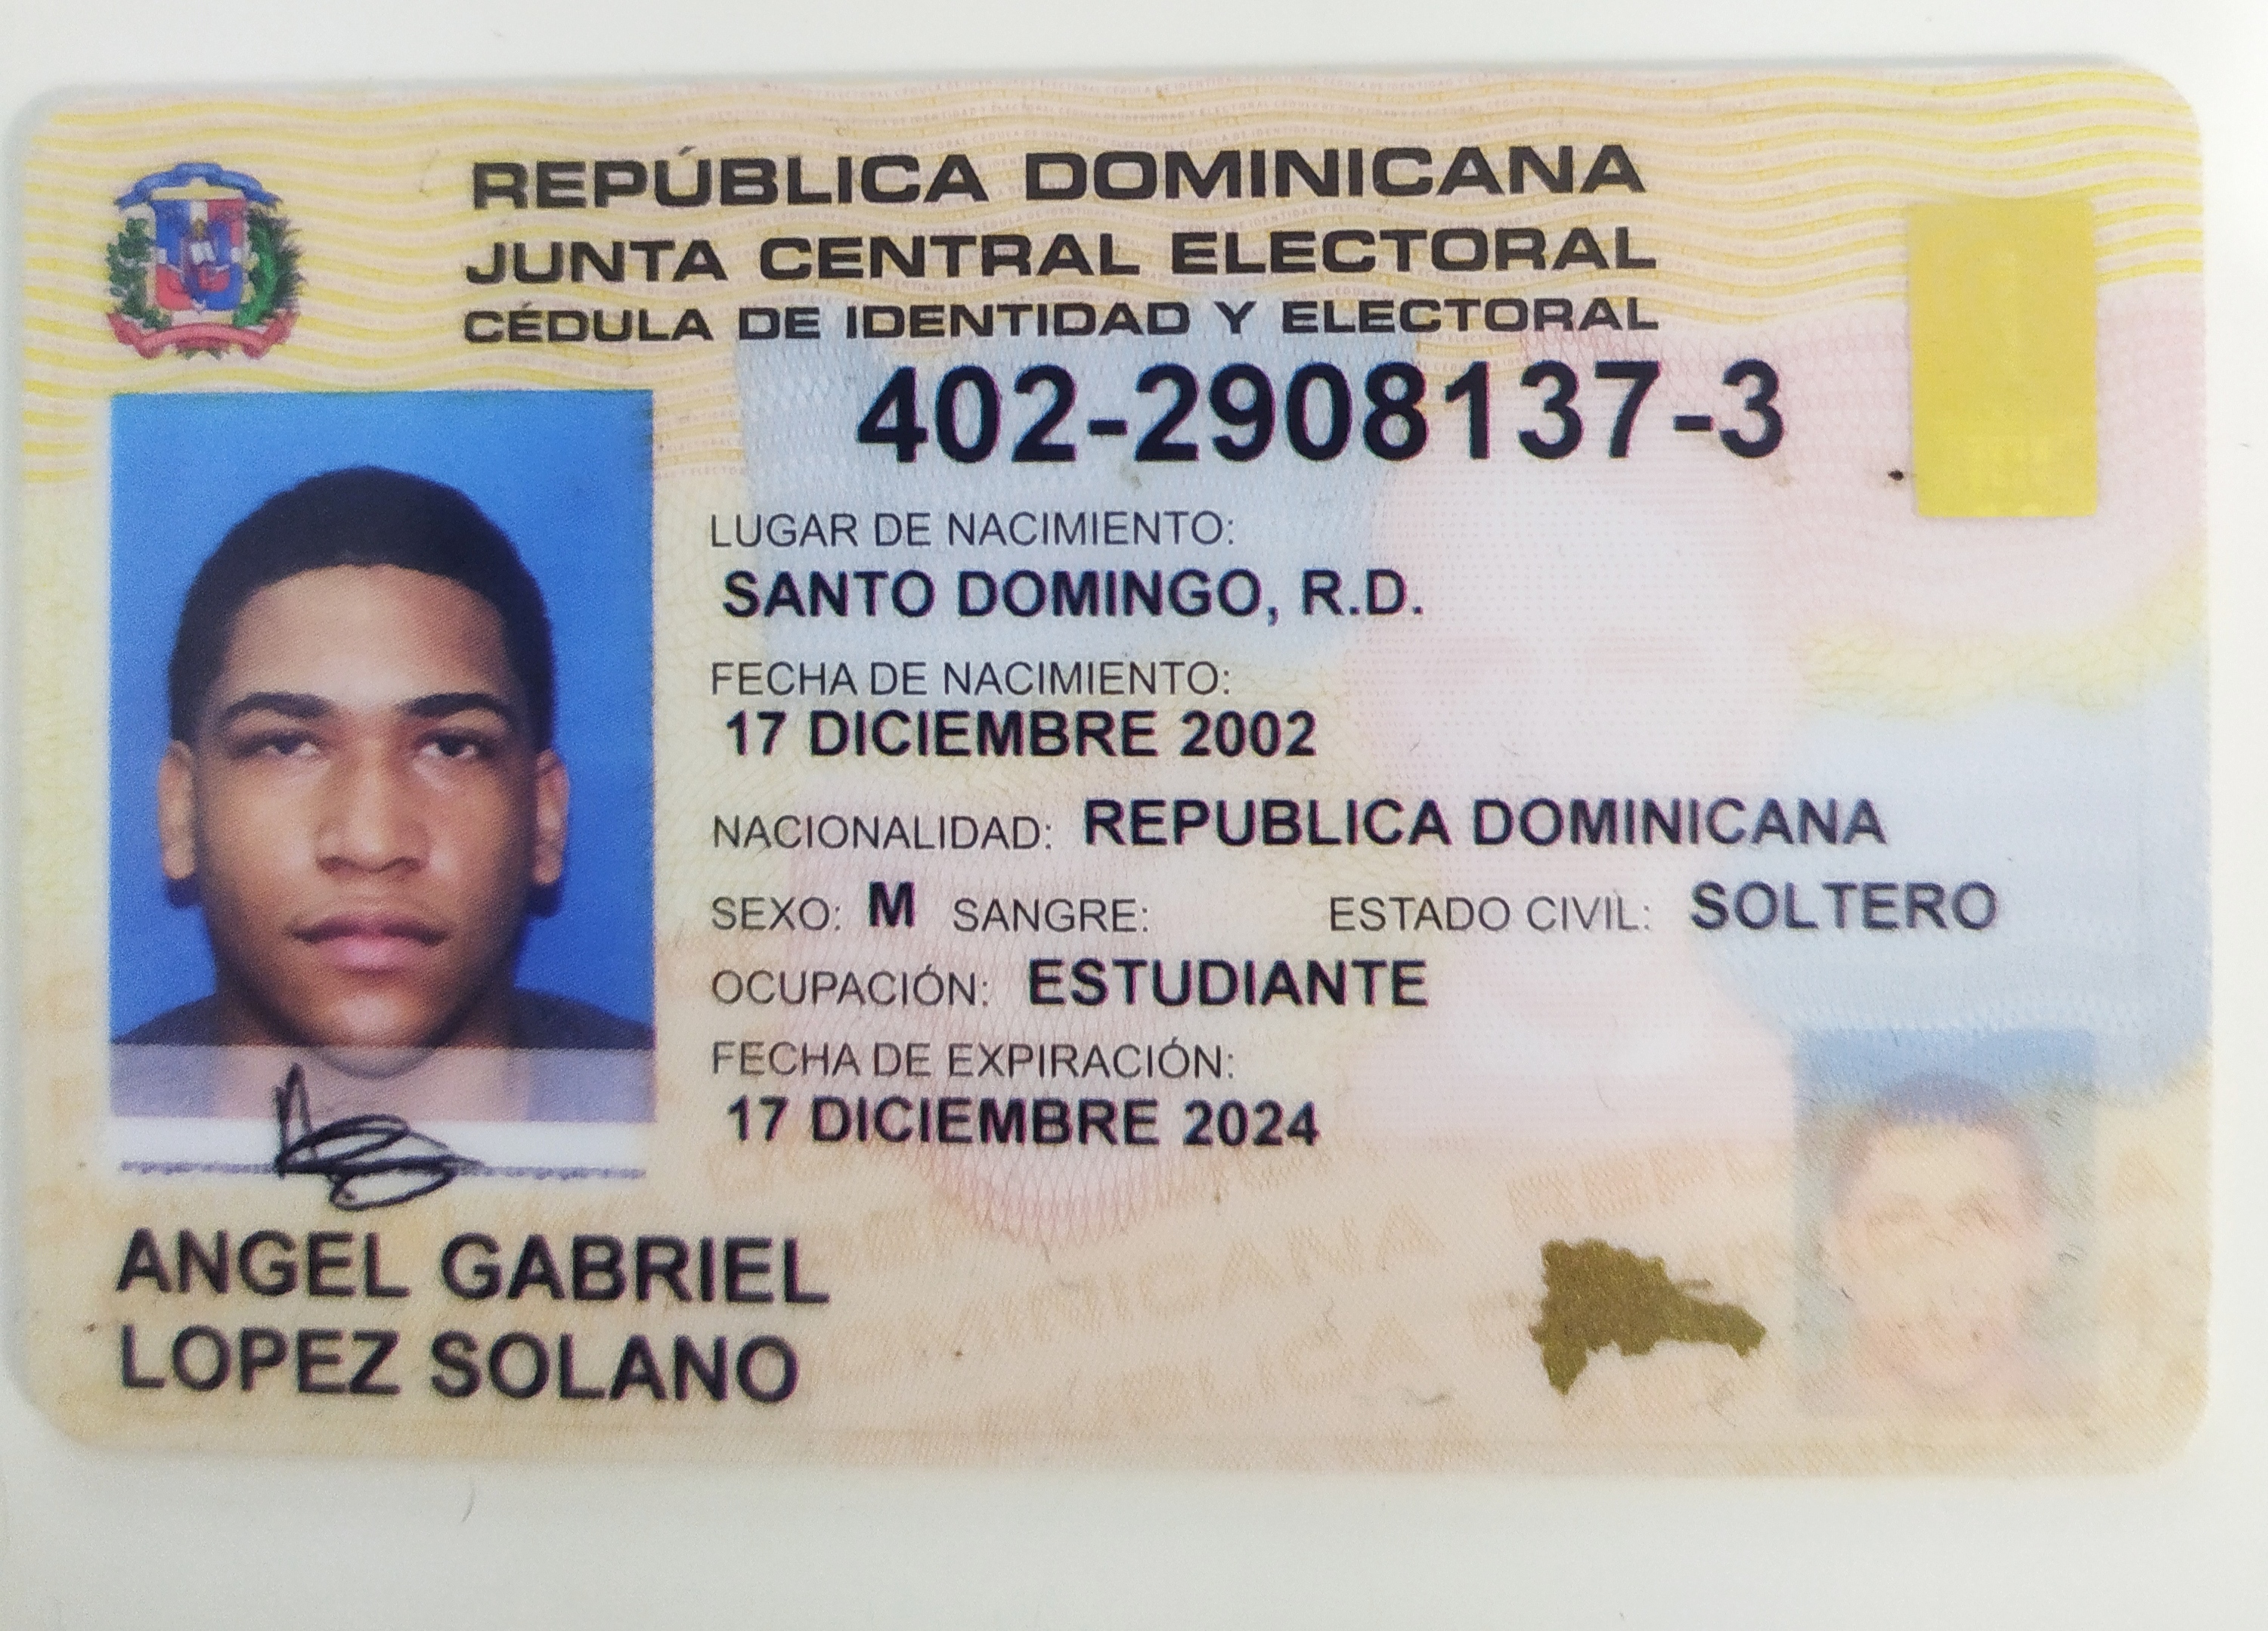 REPÚBLICA DOMINICANA
JUNTA CENTRAL ELECTORAL
CÉDULA DE IDENTIDAD Y ELECTORAL
402-2908137-3
LUGAR DE NACIMIENTO:
SANTO DOMINGO, R.D.
FECHA DE NACIMIENTO:
17 DICIEMBRE 2002
NACIONALIDAD: REPUBLICA DOMINICANA
SEXO: M SANGRE: ESTADO CIVIL: SOLTERO
OCUPACIÓN: ESTUDIANTE
FECHA DE EXPIRACIÓN:
17 DICIEMBRE 2024
ANGEL GABRIEL
LOPEZ SOLANO